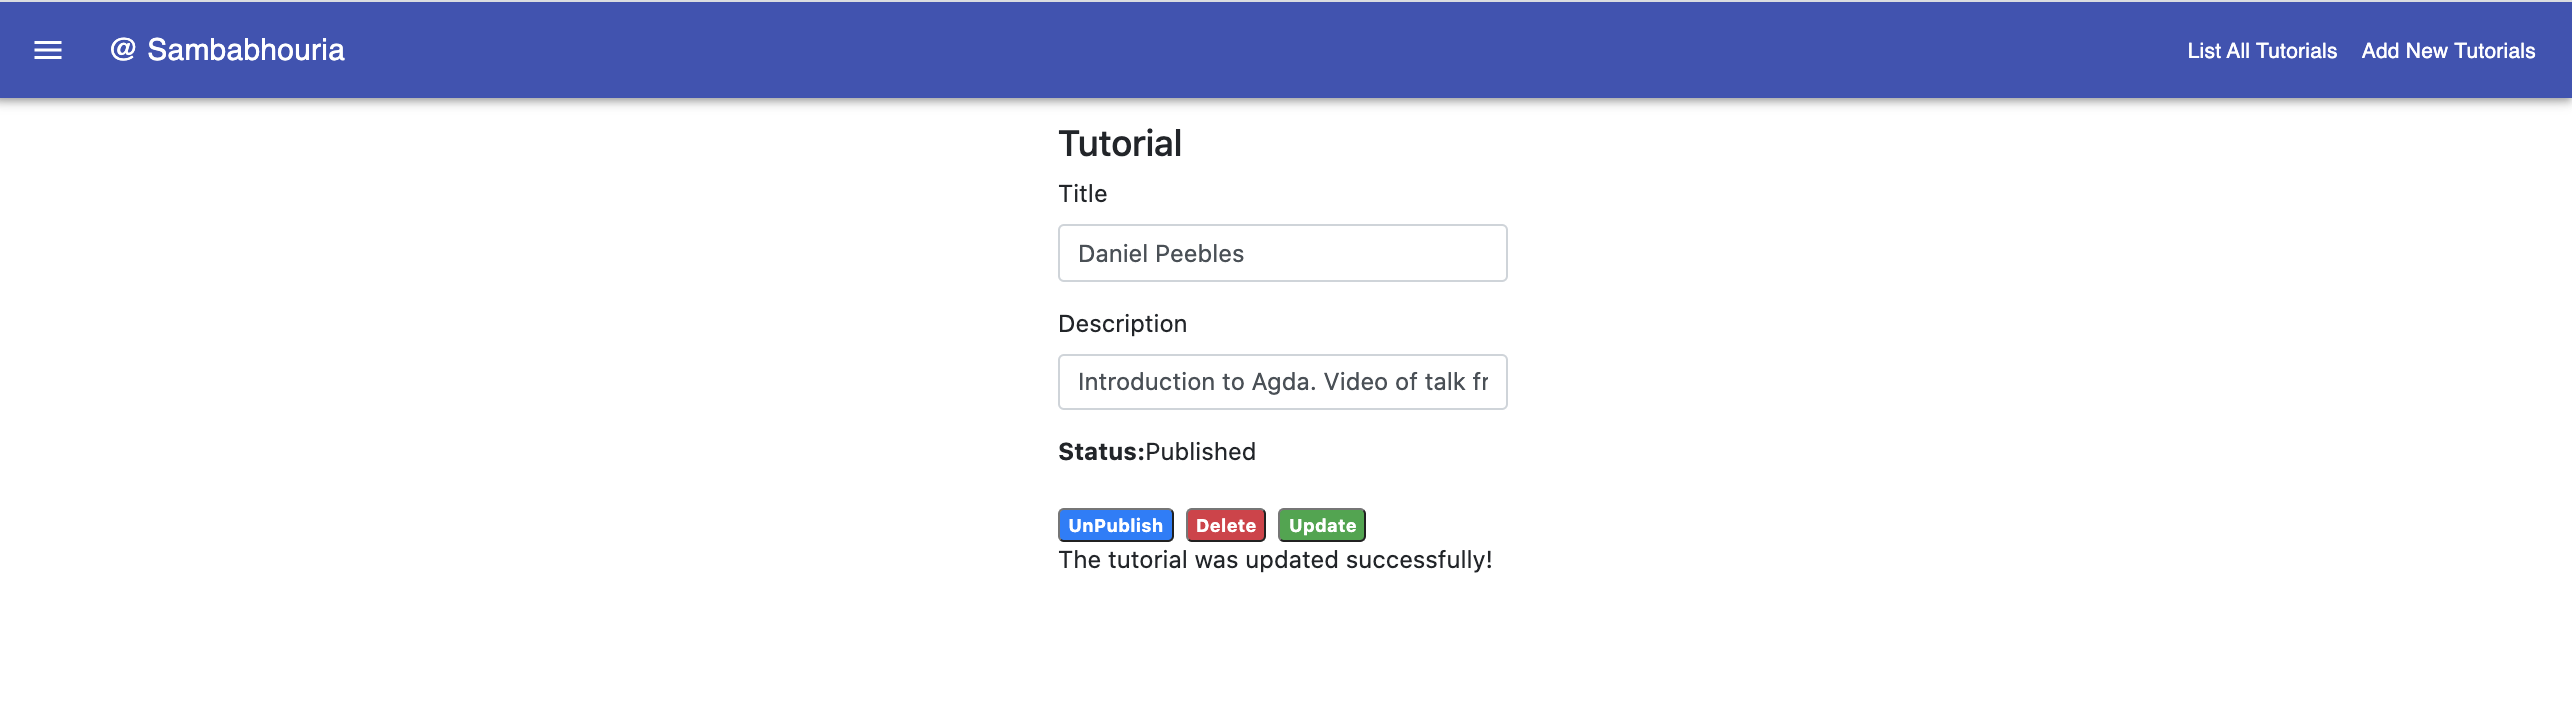 @ Sambabhouria
List All Tutorials Add New Tutorials
Tutorial
Title
Daniel Peebles
Description
Introduction to Agda. Video of talk fr
Status:Published
UnPublish Delete Update
The tutorial was updated successfully!